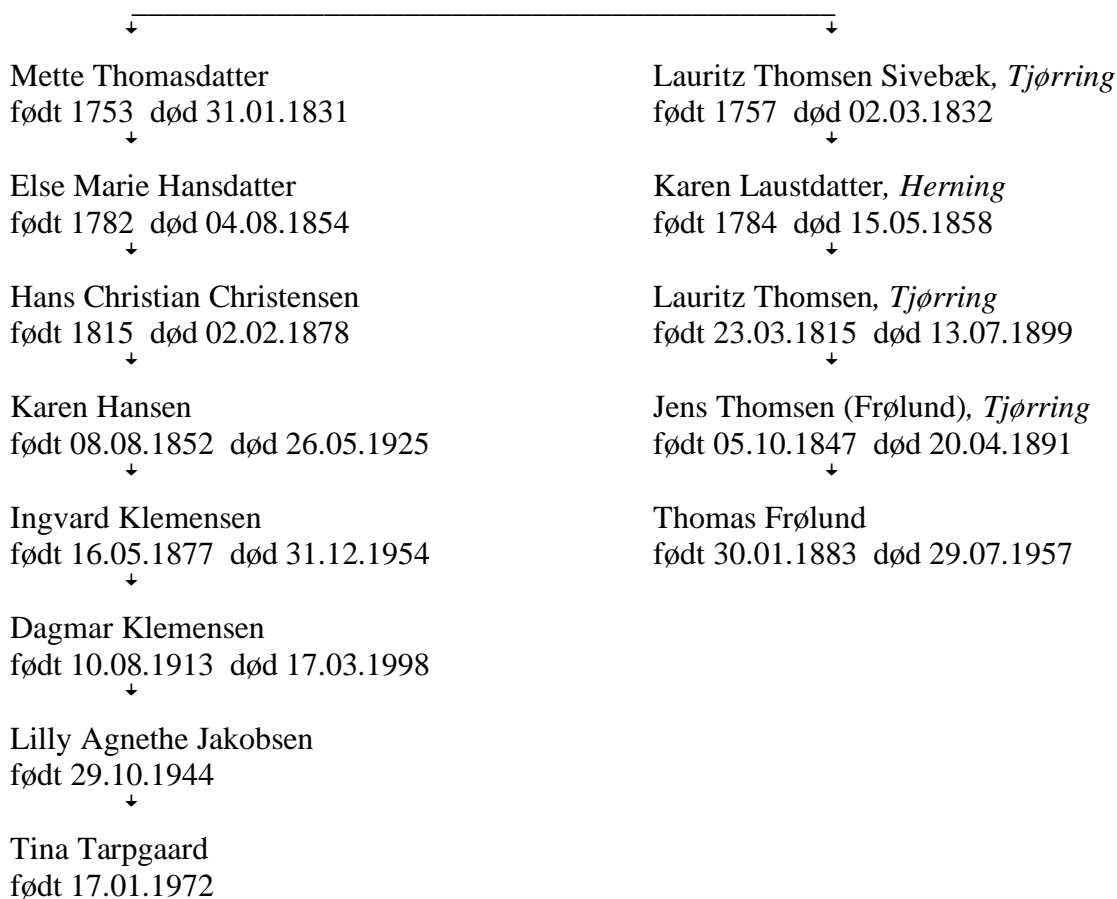 Mette Thomasdatter
født 1753 død 31.01.1831
Else Marie Hansdatter
født 1782 død 04.08.1854
Hans Christian Christensen
født 1815 død 02.02.1878
Karen Hansen
født 08.08.1852 død 26.05.1925
Ingvard Klemensen
født 16.05.1877 død 31.12.1954
Dagmar Klemensen
født 10.08.1913 død 17.03.1998
Lilly Agnethe Jakobsen
født 29.10.1944
Tina Tarpgaard
født 17.01.1972
Lauritz Thomsen Sivebæk, Tjørring
født 1757 død 02.03.1832
Karen Laustdatter, Herning
født 1784 død 15.05.1858
Lauritz Thomsen, Tjørring
født 23.03.1815 død 13.07.1899
Jens Thomsen (Frølund), Tjørring
født 05.10.1847 død 20.04.1891
Thomas Frølund
født 30.01.1883 død 29.07.1957